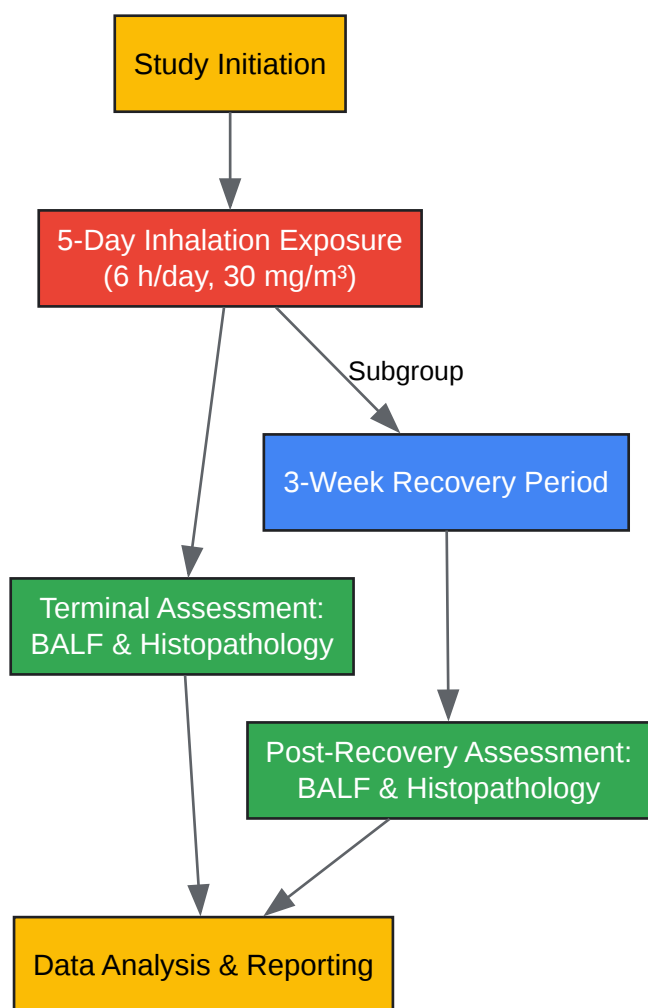 Study Initiation
5-Day Inhalation Exposure
(6 h/day, 30 mg/m³)
Subgroup
3-Week Recovery Period
Terminal Assessment:
BALF & Histopathology
Post-Recovery Assessment:
BALF & Histopathology
Data Analysis & Reporting